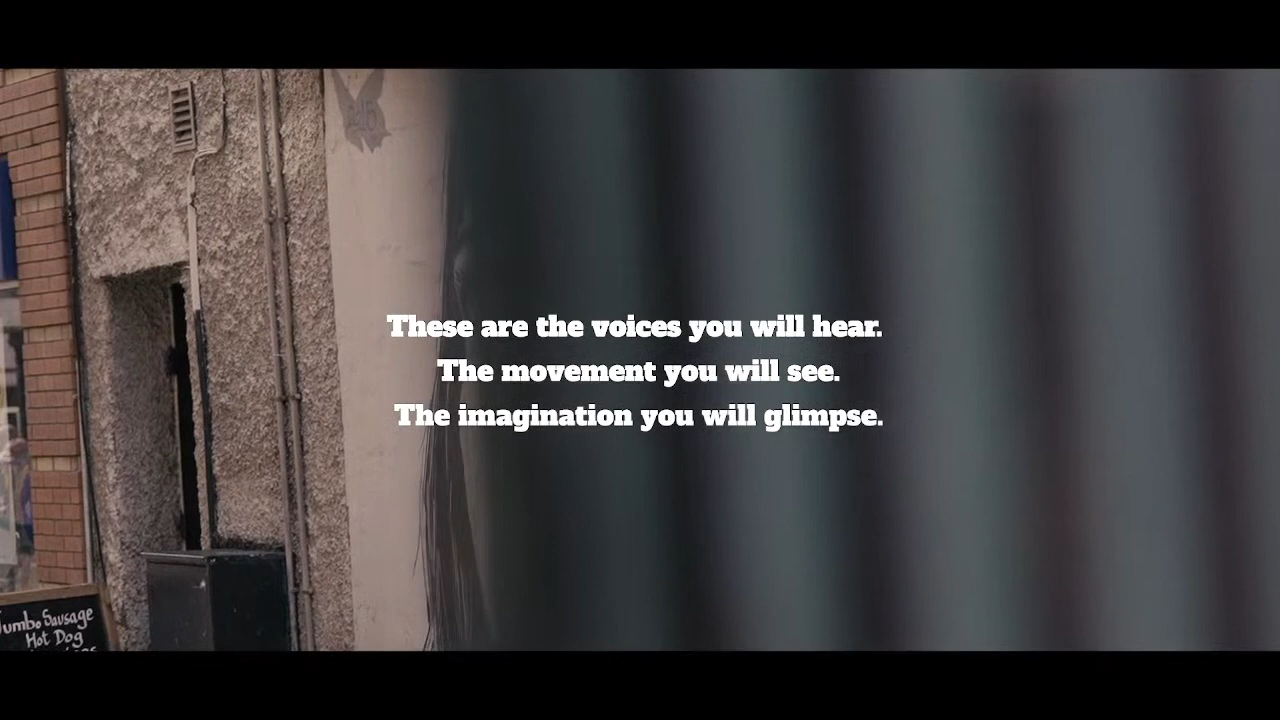 These are the voices you will hear.
The movement you will see.
The imagination you will glimpse.
Jumbo Sausage
Hot Dog